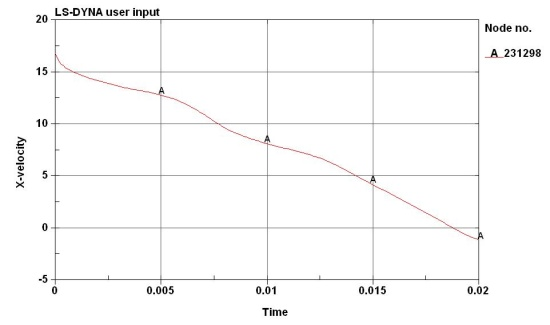 LS-DYNA user input
Node no.
A 231298
20
15
10
5
0
-5
X-velocity
A
A
A
A
0
0.005
0.01
0.015
0.02
Time